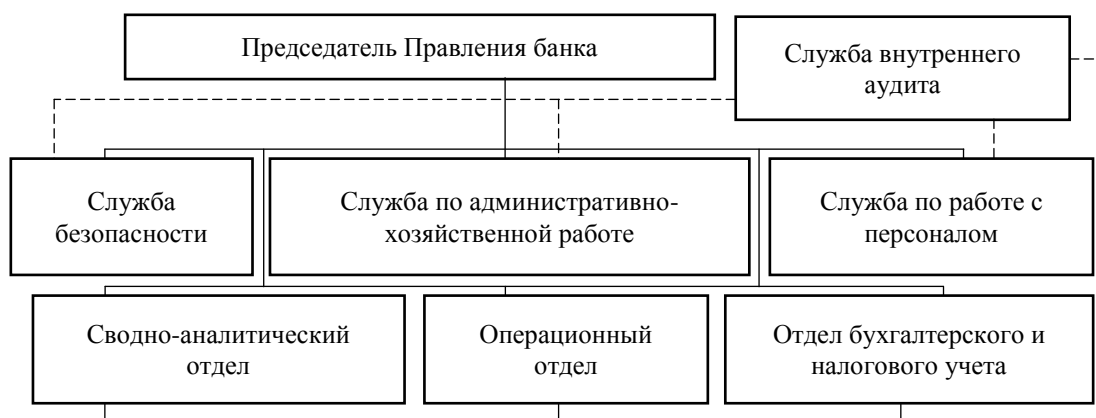 Председатель Правления банка
Служба внутреннего
аудита
Служба
безопасности
Служба по административно-
хозяйственной работе
Служба по работе с
персоналом
Сводно-аналитический
отдел
Операционный
отдел
Отдел бухгалтерского и
налогового учета